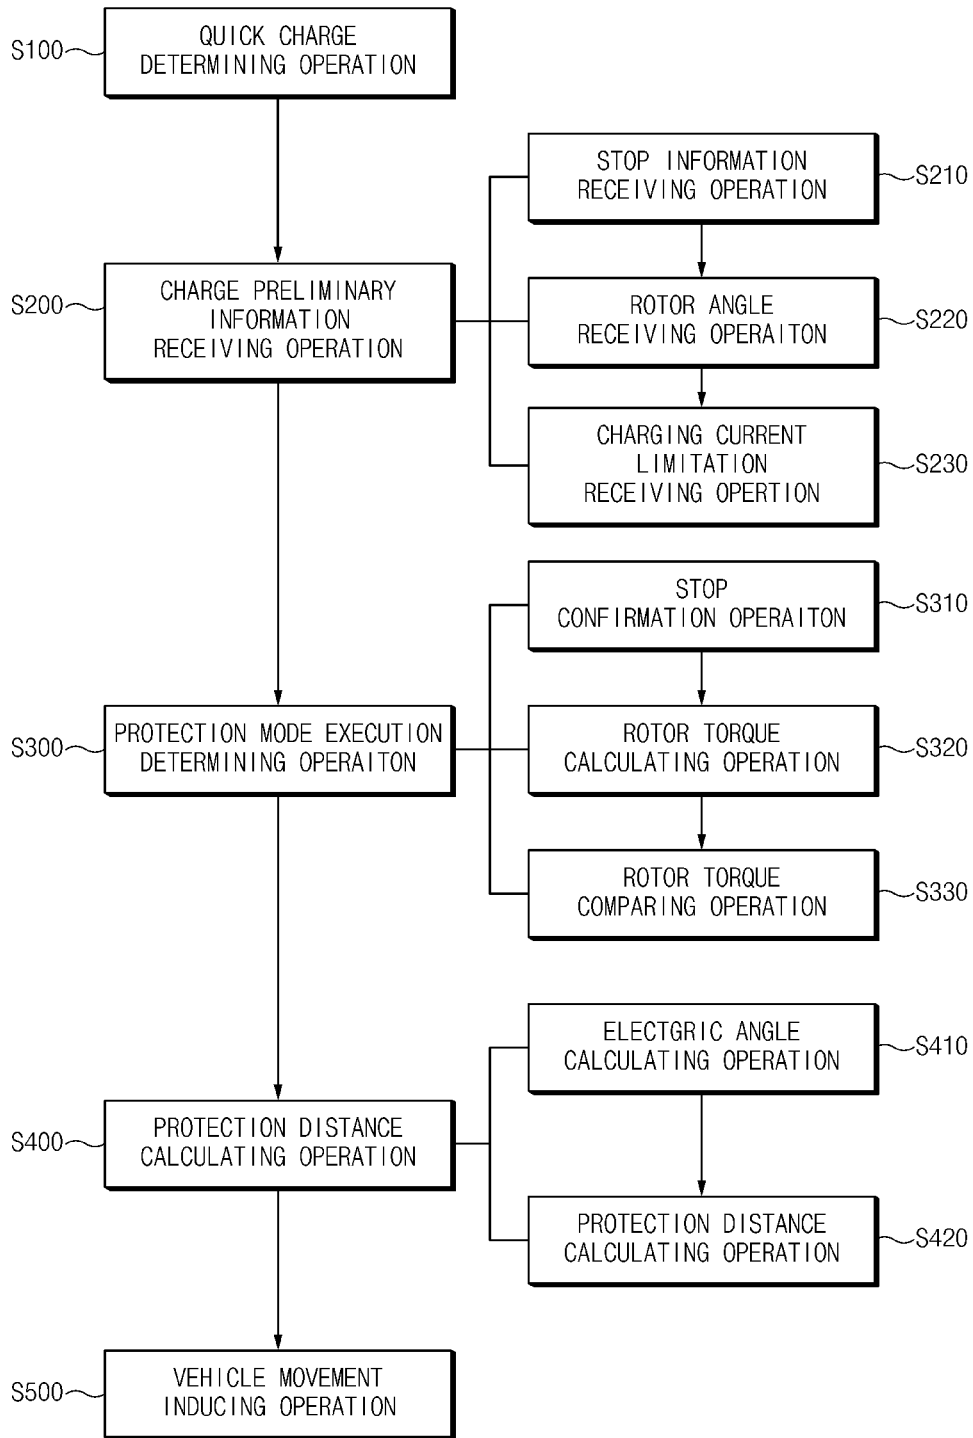 S100
QUICK CHARGE
DETERMINING OPERATION
STOP INFORMATION
RECEIVING OPERATION
S210
S200
CHARGE PRELIMINARY
INFORMATION
RECEIVING OPERATION
ROTOR ANGLE
RECEIVING OPERAITON
S220
CHARGING CURRENT
LIMITATION
RECEIVING OPERTION
S230
STOP
CONFIRMATION OPERAITON
S310
S300
PROTECTION MODE EXECUTION
DETERMINING OPERAITON
ROTOR TORQUE
CALCULATING OPERATION
S320
ROTOR TORQUE
COMPARING OPERATION
S330
ELECTGRIC ANGLE
CALCULATING OPERATION
S410
S400
PROTECTION DISTANCE
CALCULATING OPERATION
PROTECTION DISTANCE
CALCULATING OPERATION
S420
S500
VEHICLE MOVEMENT
INDUCING OPERATION